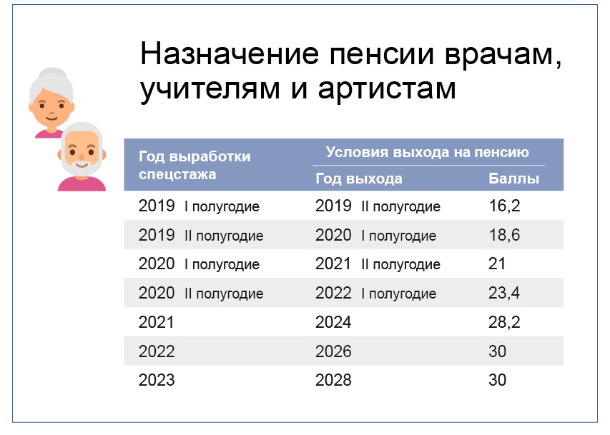 Назначение пенсии врачам,
учителям и артистам
Год выработки
спецстажа
Условия выхода на пенсию
Год выхода Баллы
2019 I полугодие 2019 II полугодие 16,2
2019 II полугодие 2020 I полугодие 18,6
2020 I полугодие 2021 II полугодие 21
2020 II полугодие 2022 I полугодие 23,4
2021 2024 28,2
2022 2026 30
2023 2028 30